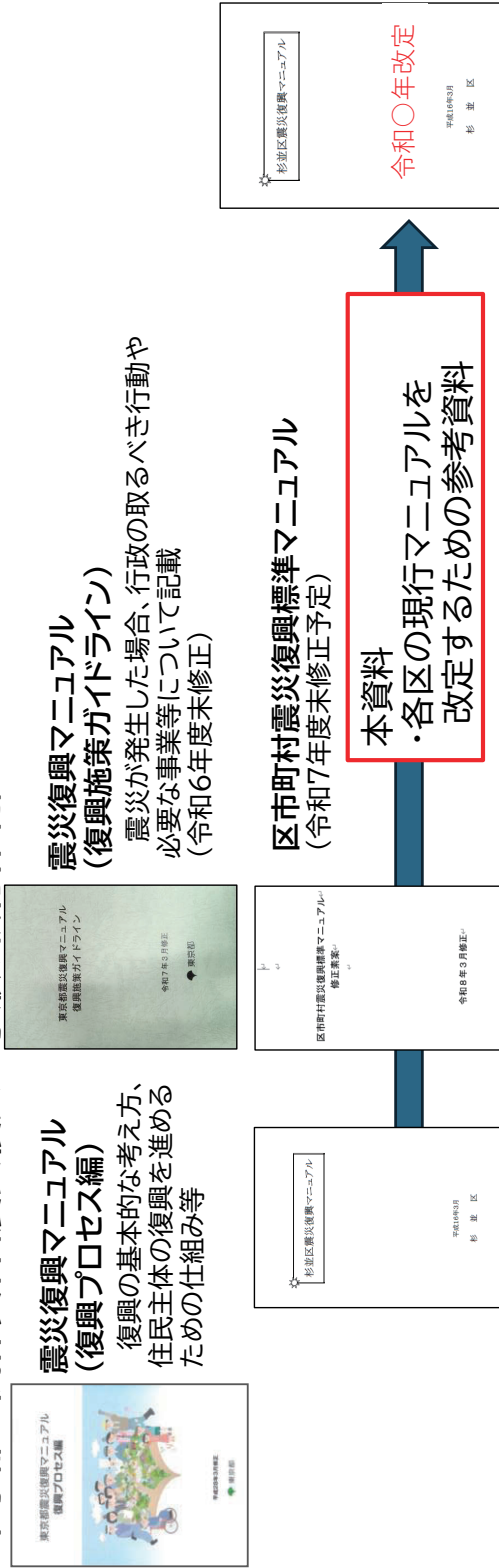 東京都震災復興マニュアル
復興プロセス編
平成28年3月修正
東京都
震災復興マニュアル
（復興プロセス編）
復興の基本的な考え方、
住民主体の復興を進める
ための仕組み等
東京都震災復興マニュアル
復興施策ガイドライン
令和7年3月修正
東京都
震災復興マニュアル
（復興施策ガイドライン）
震災が発生した場合、行政の取るべき行動や
必要な事業等について記載
（令和6年度末修正）
杉並区震災復興マニュアル
平成16年3月
杉並区
区市町村震災復興標準マニュアル
修正素案
令和8年3月修正
区市町村震災復興標準マニュアル
（令和7年度末修正予定）
本資料
・各区の現行マニュアルを
改定するための参考資料
杉並区震災復興マニュアル
令和〇年改定
平成16年3月
杉並区